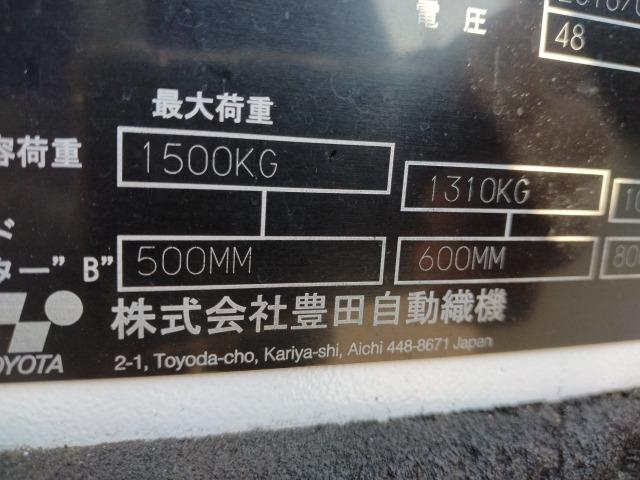 電圧 48
最大荷重
容荷重 1500KG 1310KG
ド
ター" B" 500MM 600MM
株式会社豊田自動織機
TOYOTA 2-1, Toyoda-cho, Kariya-shi, Aichi 448-8671 Japan